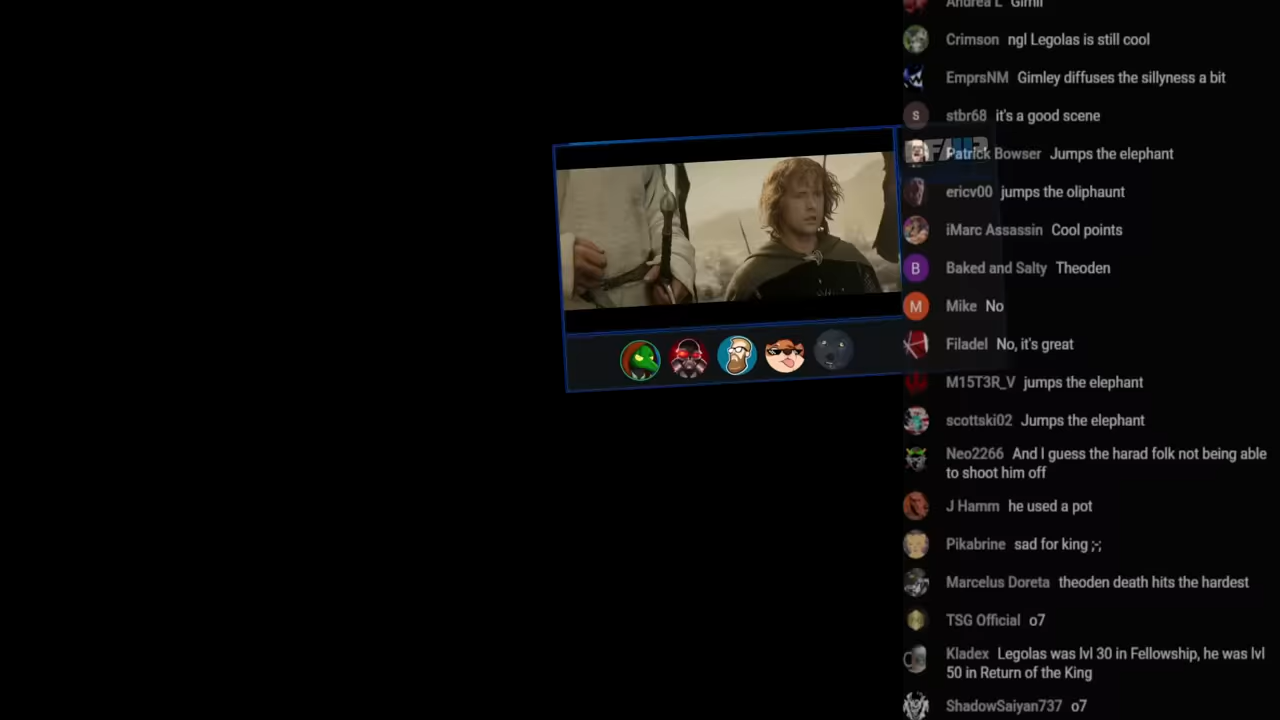 Andrea L Gimli
Crimson ngl Legolas is still cool
EmprsNM Gimley diffuses the sillyness a bit
S stbr68 it's a good scene
Patrick Bowser Jumps the elephant
ericv00 jumps the oliphaunt
iMarc Assassin Cool points
B Baked and Salty Theoden
M Mike No
Filadel No, it's great
M15T3R_V jumps the elephant
scottski02 Jumps the elephant
Neo2266 And I guess the harad folk not being able
to shoot him off
J Hamm he used a pot
Pikabrine sad for king ;-;
Marcelus Doreta theoden death hits the hardest
TSG Official o7
Kladex Legolas was lvl 30 in Fellowship, he was lvl
50 in Return of the King
ShadowSaiyan737 o7